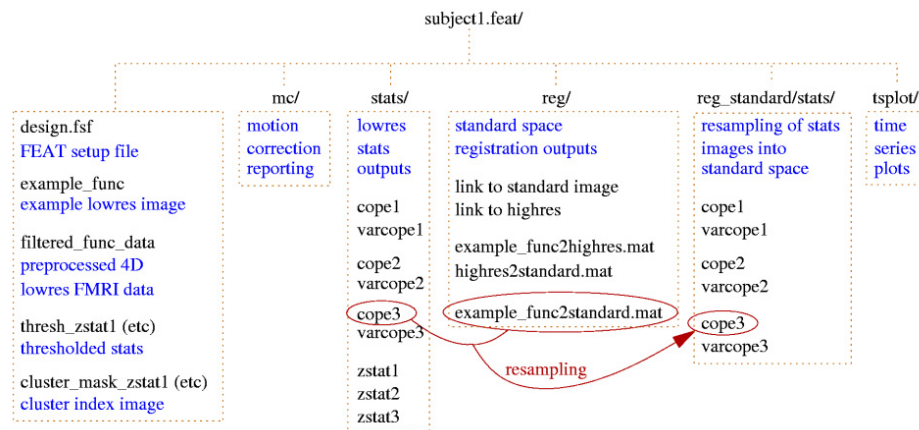 subject1.feat/
design.fsf
FEAT setup file
example_func
example lowres image
filtered_func_data
preprocessed 4D
lowres FMRI data
thresh_zstat1 (etc)
thresholded stats
cluster_mask_zstat1 (etc)
cluster index image
mc/
motion
correction
reporting
stats/
lowres
stats
outputs
cope1
varcope1
cope2
varcope2
cope3
varcope3
zstat1
zstat2
zstat3
reg/
standard space
registration outputs
link to standard image
link to highres
example_func2highres.mat
highres2standard.mat
example_func2standard.mat
resampling
reg_standard/stats/
resampling of stats
images into
standard space
cope1
varcope1
cope2
varcope2
cope3
varcope3
tsplot/
time
series
plots